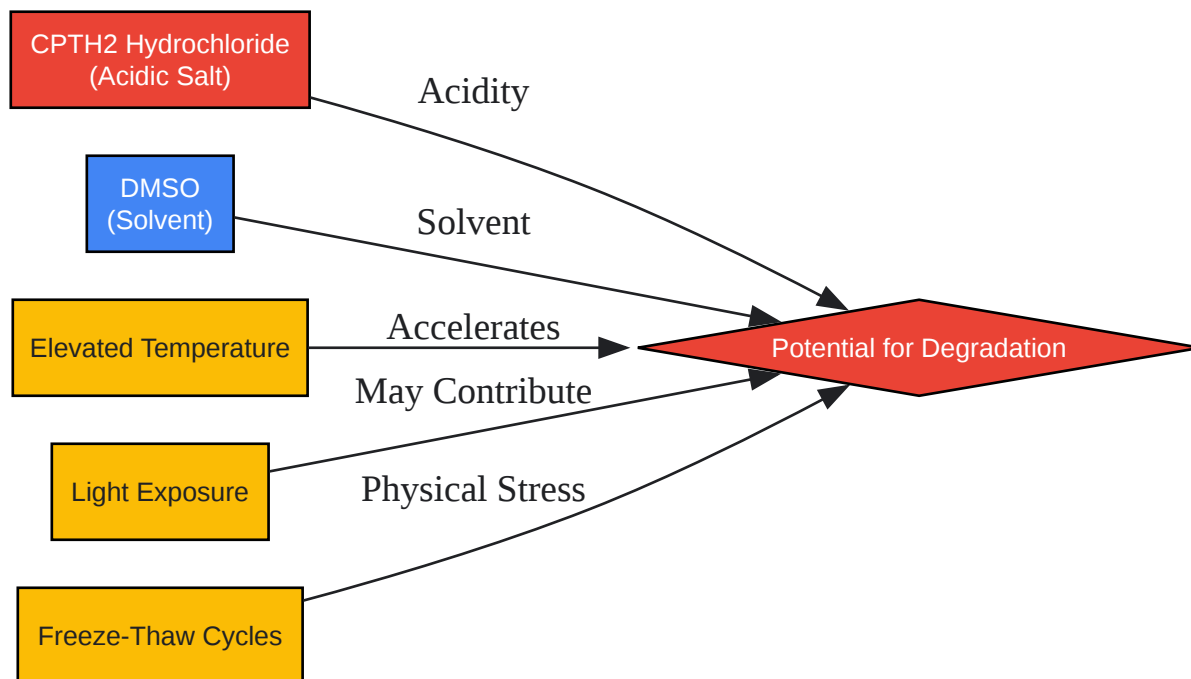 CPTH2 Hydrochloride
(Acidic Salt)
Acidity
DMSO
(Solvent)
Solvent
Elevated Temperature
Accelerates
Potential for Degradation
May Contribute
Light Exposure
Physical Stress
Freeze-Thaw Cycles